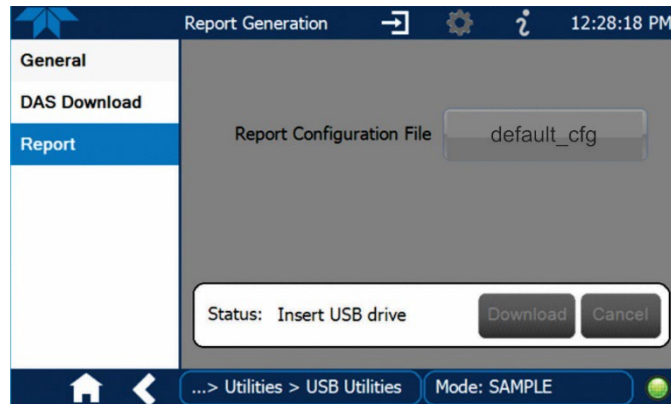 Report Generation
12:28:18 PM
General
DAS Download
Report
Report Configuration File
default_cfg
Status: Insert USB drive
Download
Cancel
...> Utilities > USB Utilities
Mode: SAMPLE